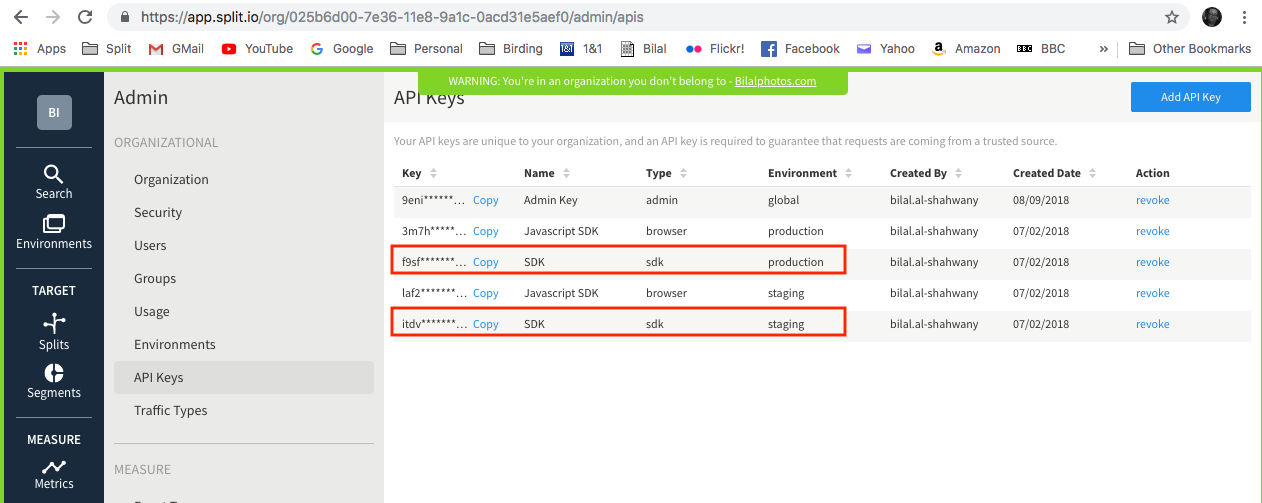 https://app.split.io/org/025b6d00-7e36-11e8-9a1c-0acd31e5aef0/admin/apis
Apps Split GMail YouTube Google Personal Birding 1&1 Bilal Flickr! Facebook Yahoo Amazon BBC » Other Bookmarks
WARNING: You're in an organization you don't belong to - Bilalphotos.com
BI
Search
Environments
TARGET
Splits
Segments
MEASURE
Metrics
Admin
ORGANIZATIONAL
Organization
Security
Users
Groups
Usage
Environments
API Keys
Traffic Types
MEASURE
API Keys
Add API Key
Your API keys are unique to your organization, and an API key is required to guarantee that requests are coming from a trusted source.
Key Name Type Environment Created By Created Date Action
9eni******... Copy Admin Key admin global bilal.al-shahwany 08/09/2018 revoke
3m7h*****... Copy Javascript SDK browser production bilal.al-shahwany 07/02/2018 revoke
f9sf*******... Copy SDK sdk production bilal.al-shahwany 07/02/2018 revoke
laf2*******... Copy Javascript SDK browser staging bilal.al-shahwany 07/02/2018 revoke
itdv*******... Copy SDK sdk staging bilal.al-shahwany 07/02/2018 revoke